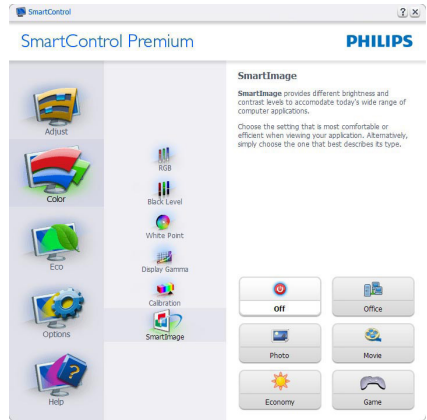 SmartControl
SmartControl Premium
PHILIPS
Adjust
Color
Eco
Options
Help
RGB
Black Level
White Point
Display Gamma
Calibration
SmartImage
SmartImage
SmartImage provides different brightness and
contrast levels to accomodate today's wide range of
computer applications.
Choose the setting that is most comfortable or
efficient when viewing your application. Alternatively,
simply choose the one that best describes its type.
Off
Office
Photo
Movie
Economy
Game